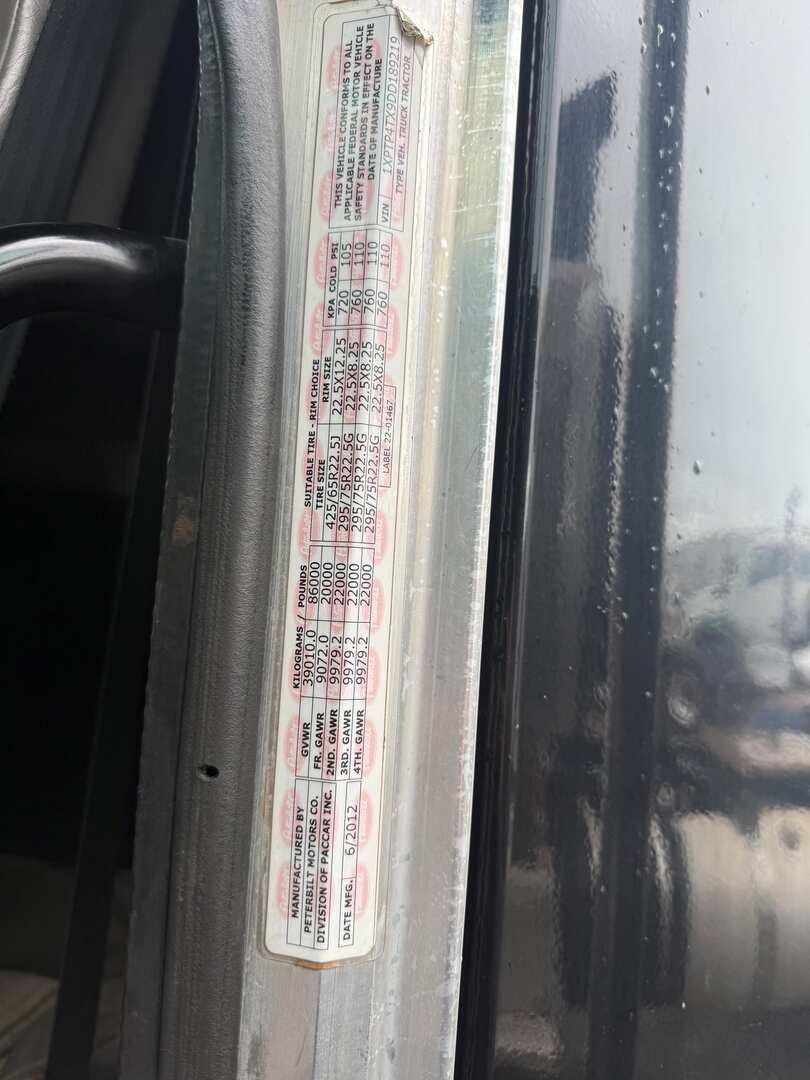 MANUFACTURED BY
PETERBILT MOTORS CO.
DIVISION OF PACCAR INC.
DATE MFG. 6/2012
KILOGRAMS / POUNDS
GVWR 39010.0 86000
FR. GAWR 9072.0 20000
2ND. GAWR 9979.2 22000
3RD. GAWR 9979.2 22000
4TH. GAWR 9979.2 22000
SUITABLE TIRE - RIM CHOICE
TIRE SIZE RIM SIZE KPA COLD PSI
425/65R22.5J 22.5X12.25 720 105
295/75R22.5G 22.5X8.25 760 110
295/75R22.5G 22.5X8.25 760 110
295/75R22.5G 22.5X8.25 760 110
LABEL 22-01467
THIS VEHICLE CONFORMS TO ALL
APPLICABLE FEDERAL MOTOR VEHICLE
SAFETY STANDARDS IN EFFECT ON THE
DATE OF MANUFACTURE
VIN 1XPTP4TX9DD189219
TYPE VEH. TRUCK TRACTOR